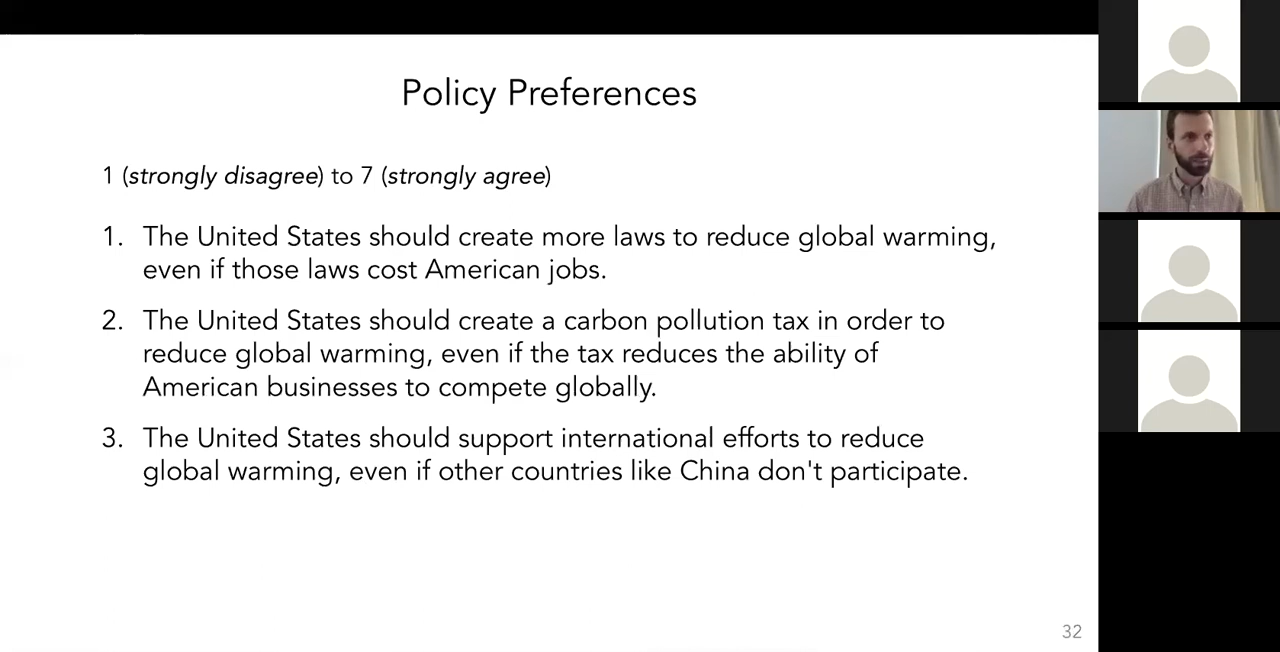 Policy Preferences
1 (strongly disagree) to 7 (strongly agree)
1. The United States should create more laws to reduce global warming,
even if those laws cost American jobs.
2. The United States should create a carbon pollution tax in order to
reduce global warming, even if the tax reduces the ability of
American businesses to compete globally.
3. The United States should support international efforts to reduce
global warming, even if other countries like China don't participate.
32